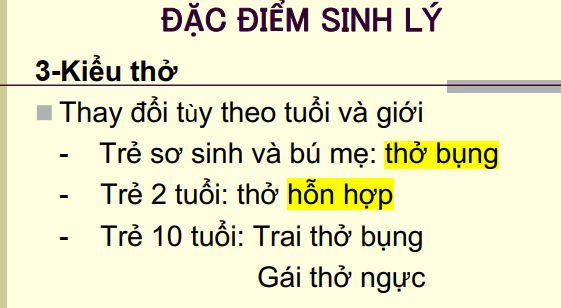 ĐẶC ĐIỂM SINH LÝ
3-Kiểu thở
Thay đổi tùy theo tuổi và giới
- Trẻ sơ sinh và bú mẹ: thở bụng
- Trẻ 2 tuổi: thở hỗn hợp
- Trẻ 10 tuổi: Trai thở bụng
Gái thở ngực